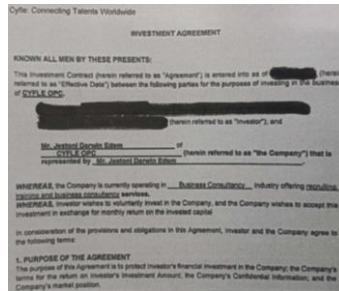 Cyfle: Connecting Talents Worldwide
INVESTMENT AGREEMENT
KNOWN ALL MEN BY THESE PRESENTS:
This Investment Contract (herein referred to as "Agreement") is entered into as of (herein
referred to as "Effective Date") between the following parties for the purposes of investing in the business
of CYFLE OPC.
(herein referred to as "Investor"), and
Mr. Jestoni Darwin Edem of
CYFLE OPC (herein referred to as "the Company") that is
represented by Mr. Jestoni Darwin Edem.
WHEREAS, the Company is currently operating in Business Consultancy industry offering recruiting,
training and business consultancy services.
WHEREAS, Investor wishes to voluntarily invest in the Company, and the Company wishes to accept this
investment in exchange for monthly return on the invested capital
In consideration of the provisions and obligations in this Agreement, Investor and the Company agree to
the following terms:
1. PURPOSE OF THE AGREEMENT
The purpose of this Agreement is to protect Investor's financial investment in the Company; the Company's
terms for the return on Investor's Investment Amount; the Company's Confidential Information; and the
Company's market position.